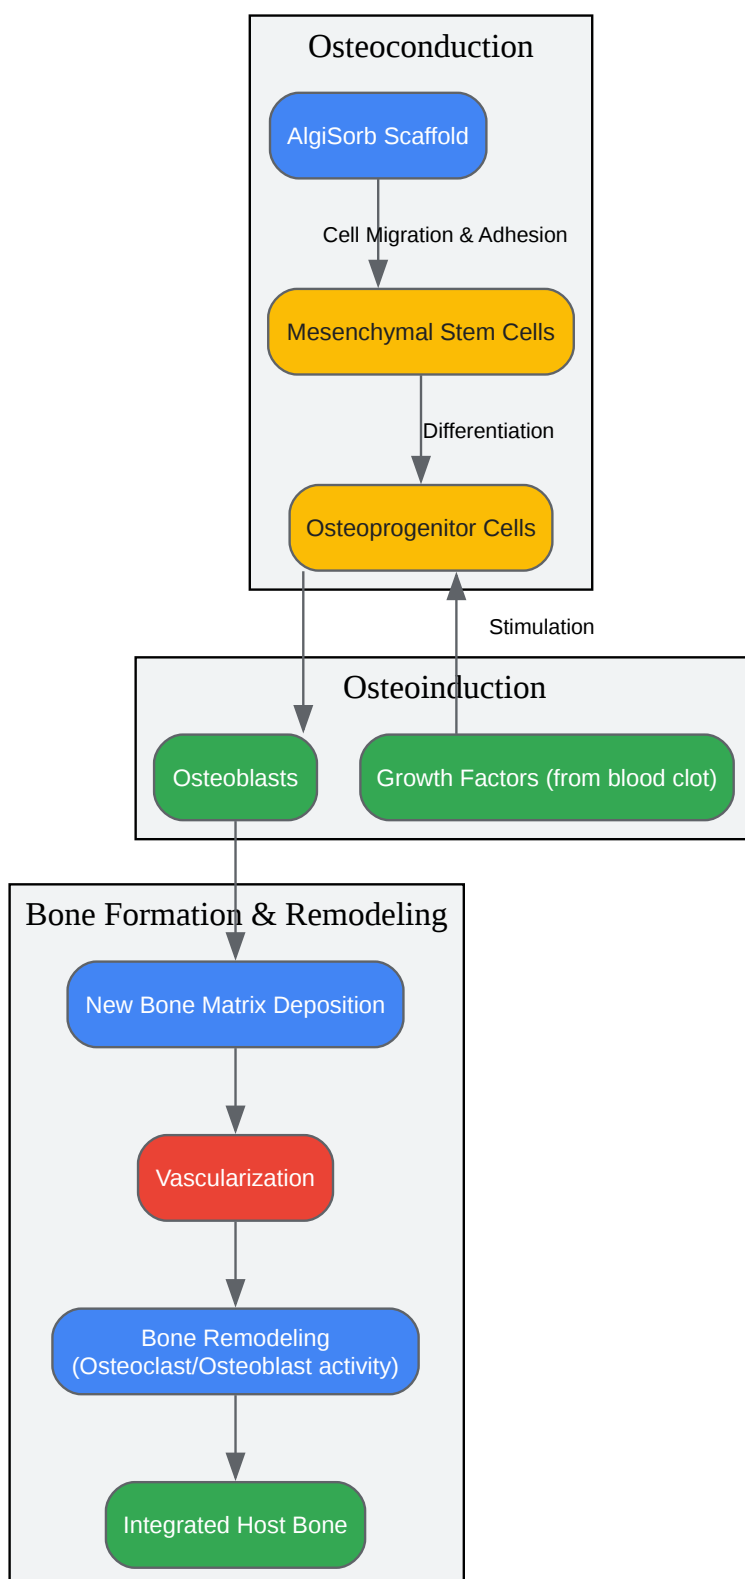 Osteoconduction
AlgiSorb Scaffold
Cell Migration & Adhesion
Mesenchymal Stem Cells
Differentiation
Osteoprogenitor Cells
Stimulation
Osteoinduction
Osteoblasts
Growth Factors (from blood clot)
Bone Formation & Remodeling
New Bone Matrix Deposition
Vascularization
Bone Remodeling
(Osteoclast/Osteoblast activity)
Integrated Host Bone